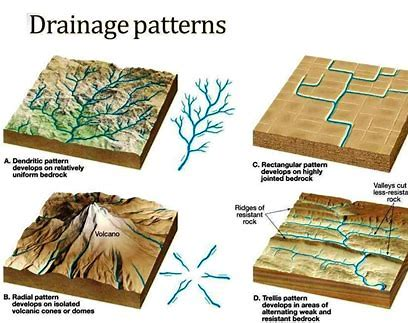 Drainage patterns
A. Dendritic pattern
develops on relatively
uniform bedrock
C. Rectangular pattern
develops on highly
jointed bedrock
Volcano
B. Radial pattern
develops on isolated
volcanic cones or domes
Valleys cut
less-resista
rock
Ridges of
resistant
rock
D. Trellis pattern
develops in areas of
alternating weak and
resistant bedrock